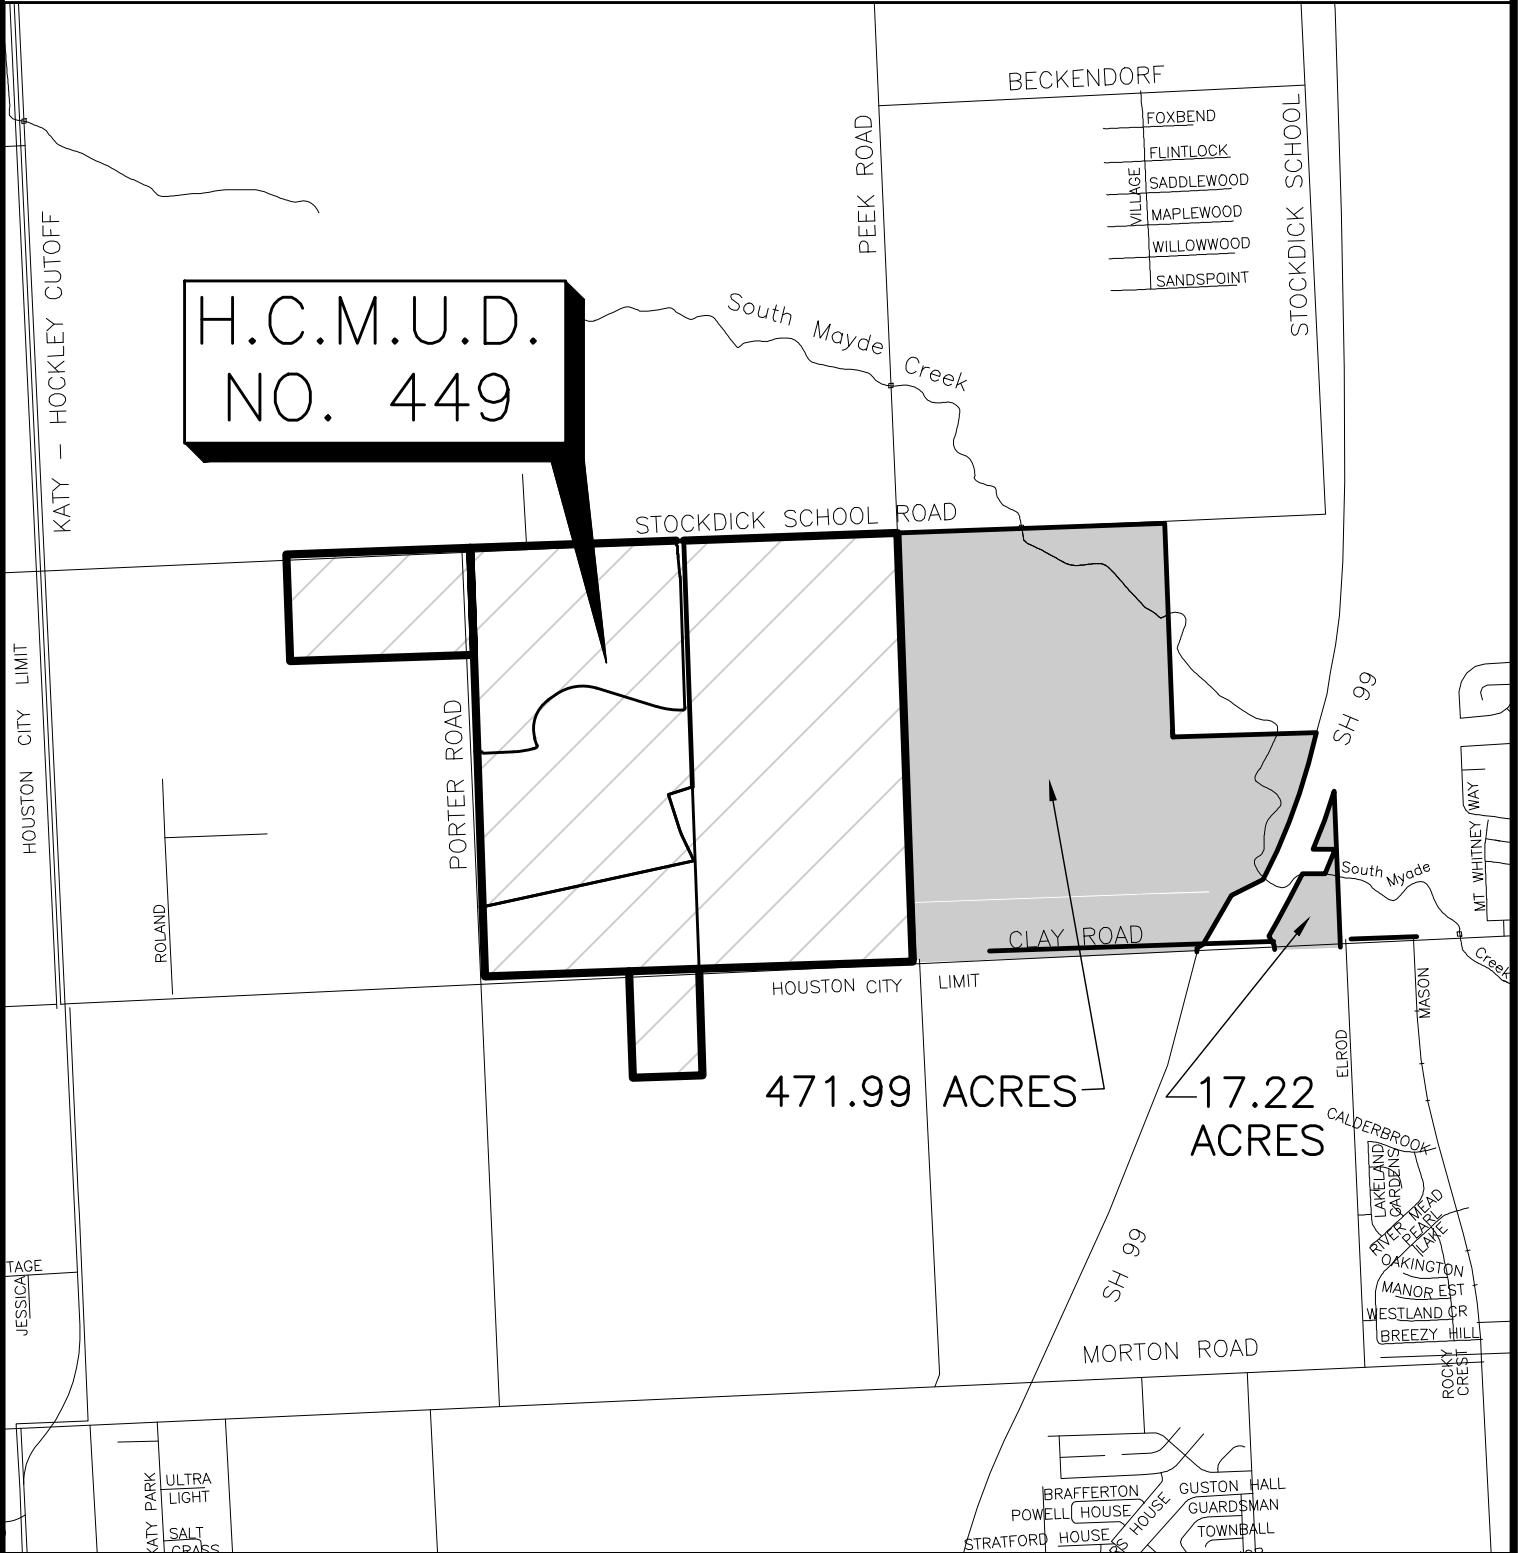 BECKENDORF
FOXBEND
FLINTLOCK
SADDLEWOOD
MAPLEWOOD
WILLOWWOOD
SANDSPOINT
VILLAGE
STOCKDICK SCHOOL
PEEK ROAD
KATY - HOCKLEY CUTOFF
H.C.M.U.D.
NO. 449
South Mayde Creek
STOCKDICK SCHOOL ROAD
HOUSTON CITY LIMIT
PORTER ROAD
ROLAND
SH 99
MT WHITNEY WAY
South Myade
Creek
CLAY ROAD
HOUSTON CITY LIMIT
MASON
ELROD
471.99 ACRES
17.22
ACRES
CALDERBROOK
LAKELAND
GARDENS
RIVER MEAD
PEARL
LAKE
OAKINGTON
MANOR EST
WESTLAND CR
BREEZY HILL
ROCKY
CREST
SH 99
MORTON ROAD
TAGE
JESSICA
KATY PARK
ULTRA
LIGHT
SALT
GRASS
BRAFFERTON
POWELL HOUSE
STRATFORD HOUSE
HOUSE
GUSTON HALL
GUARDSMAN
TOWNBALL